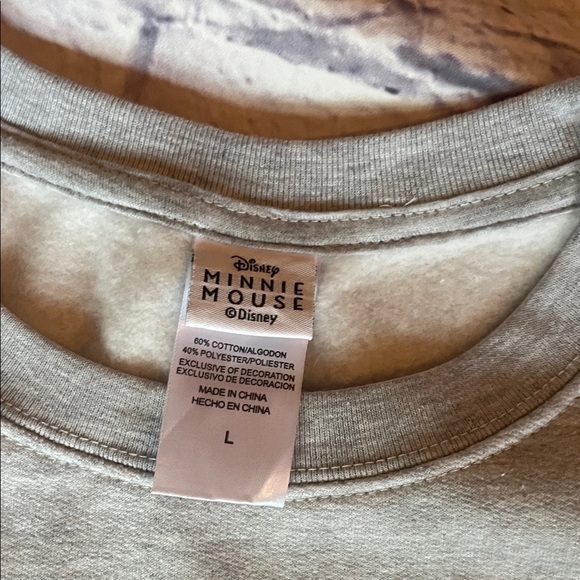 Disney
MINNIE
MOUSE
©Disney
60% COTTON/ALGODON
40% POLYESTER/POLIESTER
EXCLUSIVE OF DECORATION
EXCLUSIVO DE DECORACION
MADE IN CHINA
HECHO EN CHINA
L